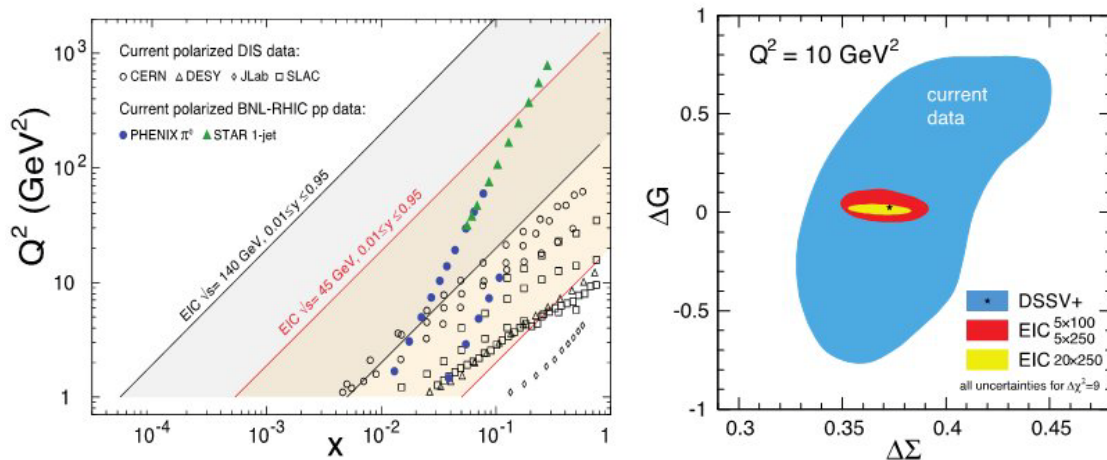 Current polarized DIS data:
○ CERN △ DESY ◊ JLab □ SLAC
Current polarized BNL-RHIC pp data:
● PHENIX π⁰ ▲ STAR 1-jet
EIC √s= 140 GeV, 0.01≤y≤0.95
EIC √s= 45 GeV, 0.01≤y≤0.95
Q² (GeV²)
10³
10²
10
1
10⁻⁴
10⁻³
10⁻²
10⁻¹
1
x
Q² = 10 GeV²
current
data
ΔG
1
0.5
0
-0.5
-1
DSSV+
EIC 5×100
5×250
EIC 20×250
all uncertainties for Δχ²=9
0.3
0.35
0.4
0.45
ΔΣ